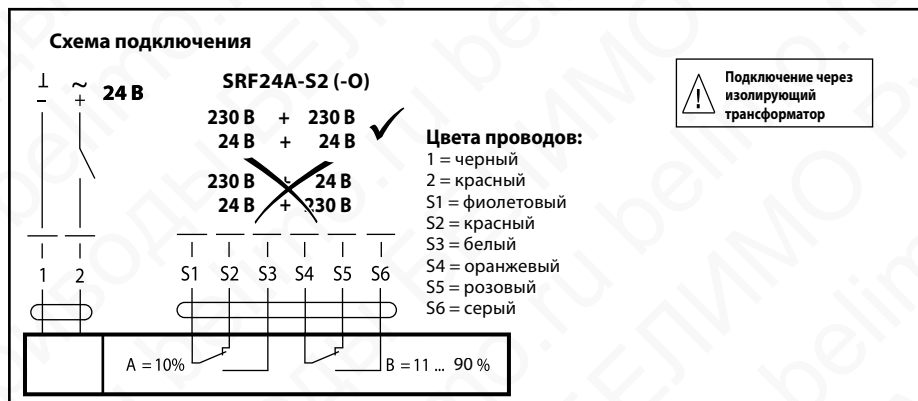 Схема подключения
⊥ ~ 24 В
- +
SRF24A-S2 (-O)
230 В + 230 В
24 В + 24 В
230 В + 24 В
24 В + 230 В
Подключение через
изолирующий
трансформатор
Цвета проводов:
1 = черный
2 = красный
S1 = фиолетовый
S2 = красный
S3 = белый
S4 = оранжевый
S5 = розовый
S6 = серый
1 2 S1 S2 S3 S4 S5 S6
A = 10% B = 11 ... 90 %